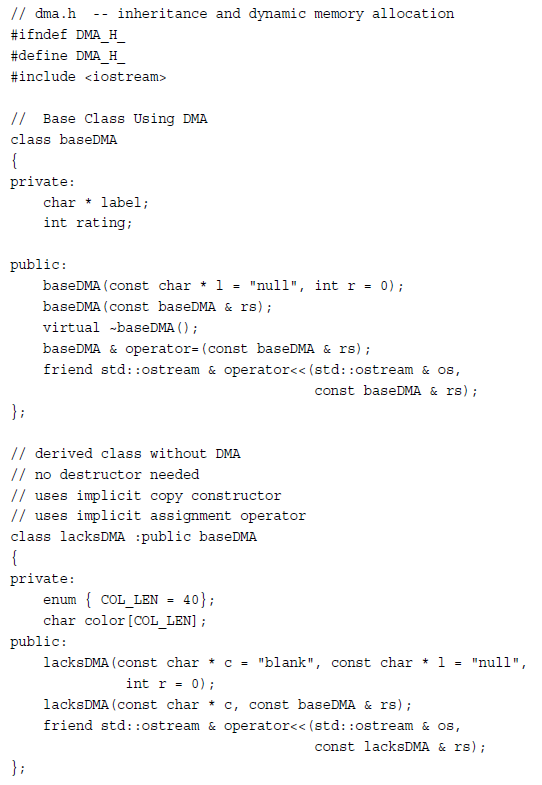 // dma.h  -- inheritance and dynamic memory allocation
#ifndef DMA_H_
#define DMA_H_
#include <iostream>

//  Base Class Using DMA
class baseDMA
{
private:
    char * label;
    int rating;

public:
    baseDMA(const char * l = "null", int r = 0);
    baseDMA(const baseDMA & rs);
    virtual ~baseDMA();
    baseDMA & operator=(const baseDMA & rs);
    friend std::ostream & operator<<(std::ostream & os,
                                     const baseDMA & rs);
};

// derived class without DMA
// no destructor needed
// uses implicit copy constructor
// uses implicit assignment operator
class lacksDMA :public baseDMA
{
private:
    enum { COL_LEN = 40};
    char color[COL_LEN];
public:
    lacksDMA(const char * c = "blank", const char * l = "null",
              int r = 0);
    lacksDMA(const char * c, const baseDMA & rs);
    friend std::ostream & operator<<(std::ostream & os,
                                     const lacksDMA & rs);
};